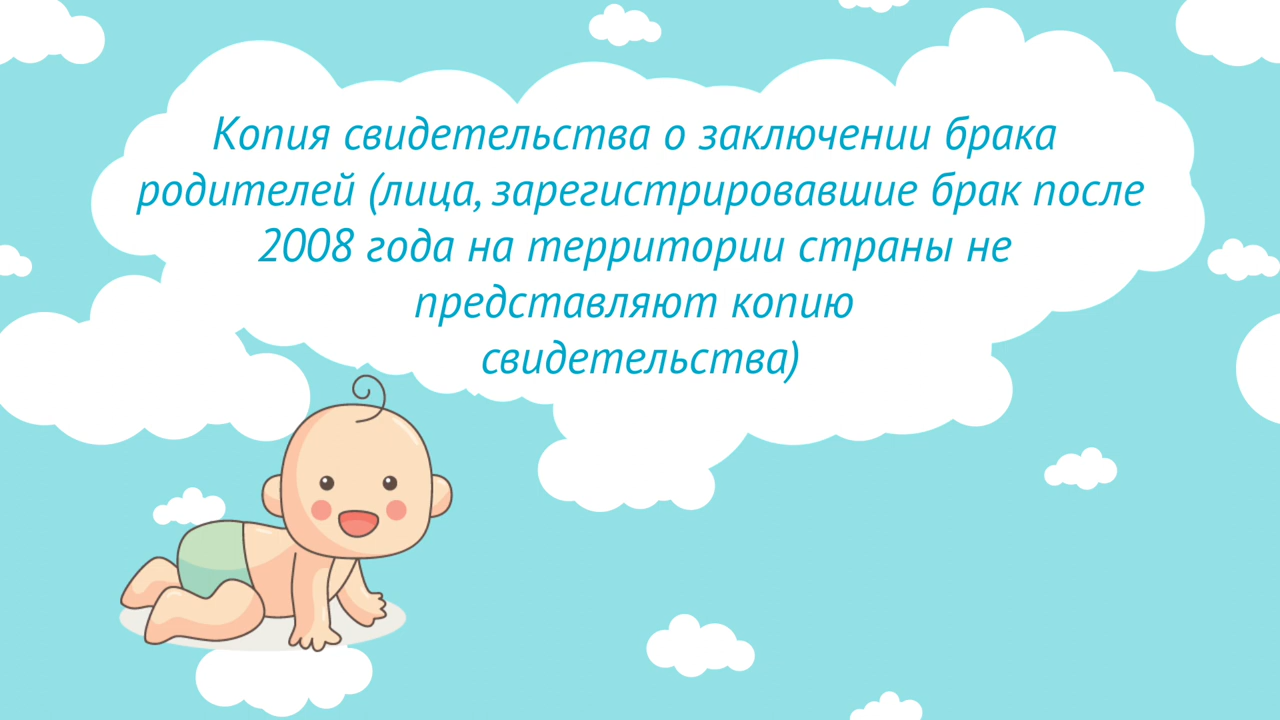 Копия свидетельства о заключении брака
родителей (лица, зарегистрировавшие брак после
2008 года на территории страны не
представляют копию
свидетельства)